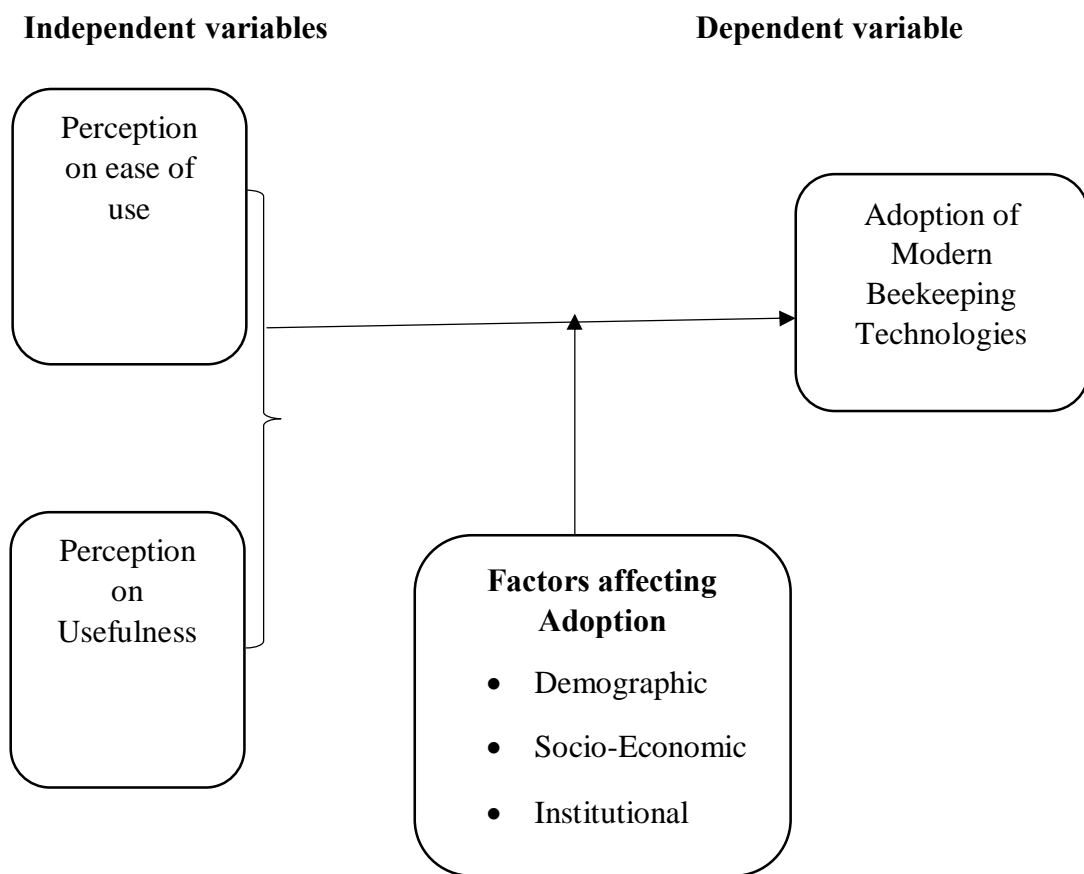 Independent variables
Dependent variable
Perception
on ease of
use
Adoption of
Modern
Beekeeping
Technologies
Perception
on
Usefulness
Factors affecting
Adoption
• Demographic
• Socio-Economic
• Institutional